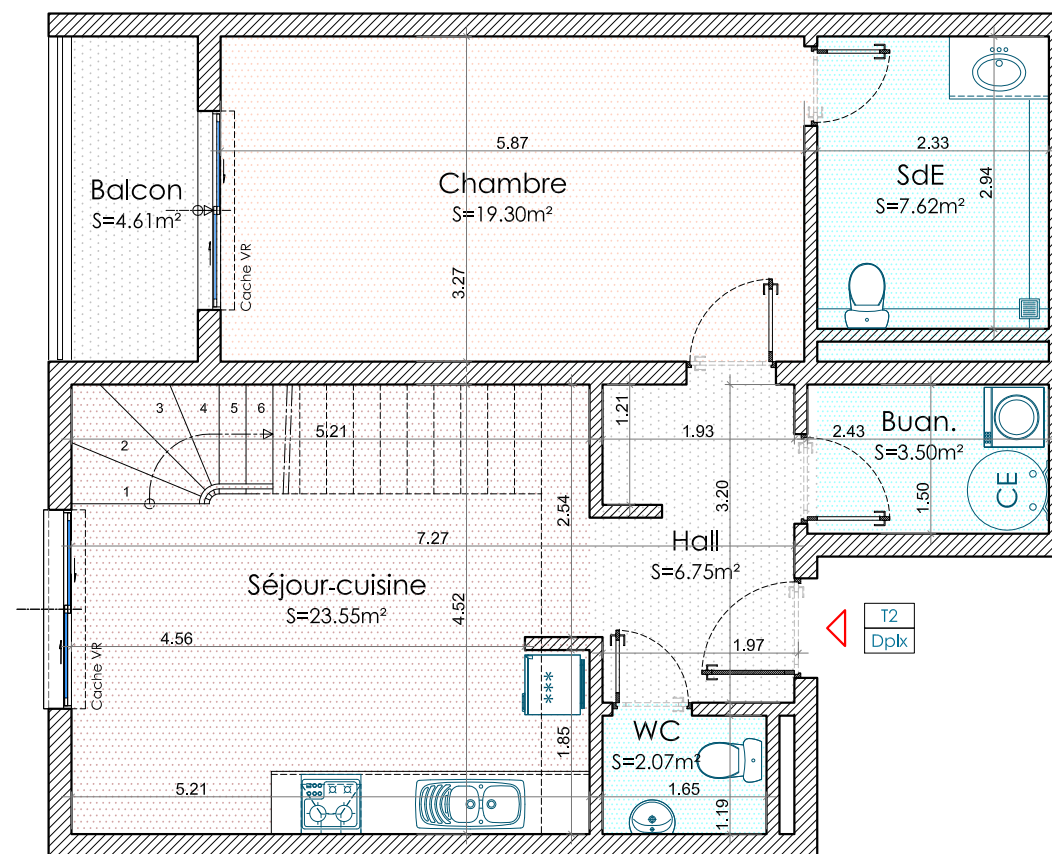 5.87
2.33
Balcon
S=4.61m²
Chambre
S=19.30m²
SdE
S=7.62m²
2.94
Cache VR
3.27
3
4
5
6
2
1
5.21
1.21
1.93
Buan.
2.43
S=3.50m²
CE
1.50
2.54
3.20
7.27
Hall
S=6.75m²
Séjour-cuisine
S=23.55m²
4.52
T2
Dplx
4.56
1.97
Cache VR
***
WC
S=2.07m²
1.85
5.21
1.65
1.19